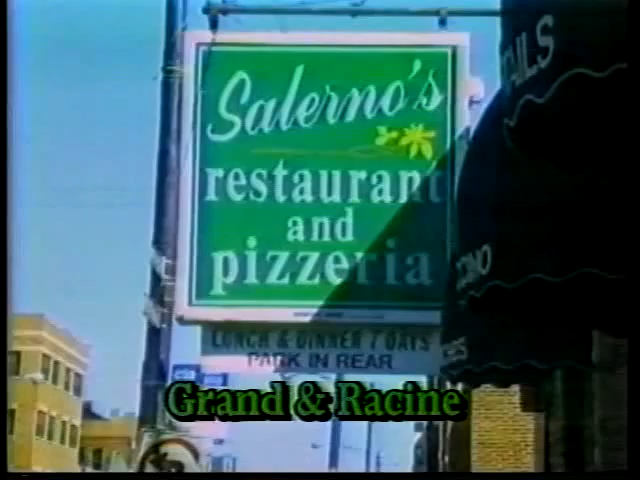 Salerno's
restaurant
and
pizzeria
LUNCH & DINNER 7 DAYS
PARK IN REAR
Grand & Racine